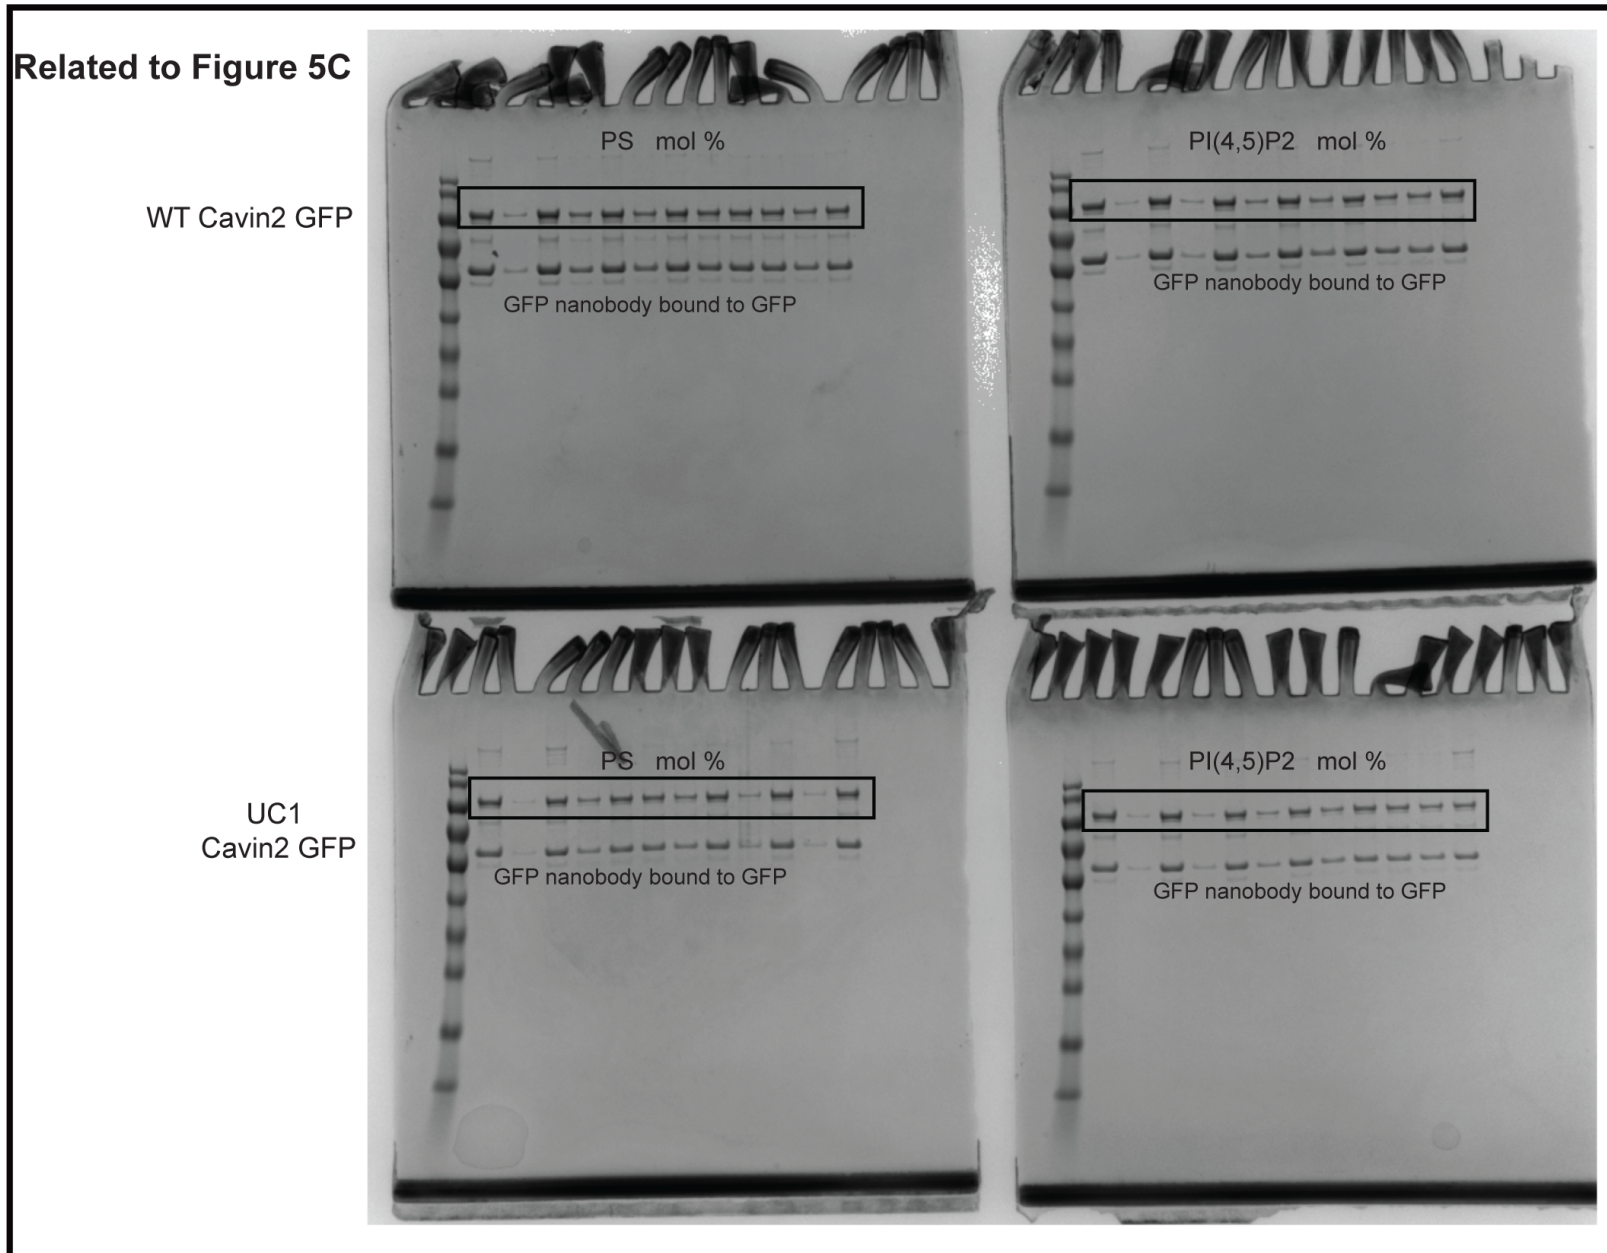 Related to Figure 5C
PS mol %
PI(4,5)P2 mol %
WT Cavin2 GFP
GFP nanobody bound to GFP
GFP nanobody bound to GFP
PS mol %
PI(4,5)P2 mol %
UC1
Cavin2 GFP
GFP nanobody bound to GFP
GFP nanobody bound to GFP